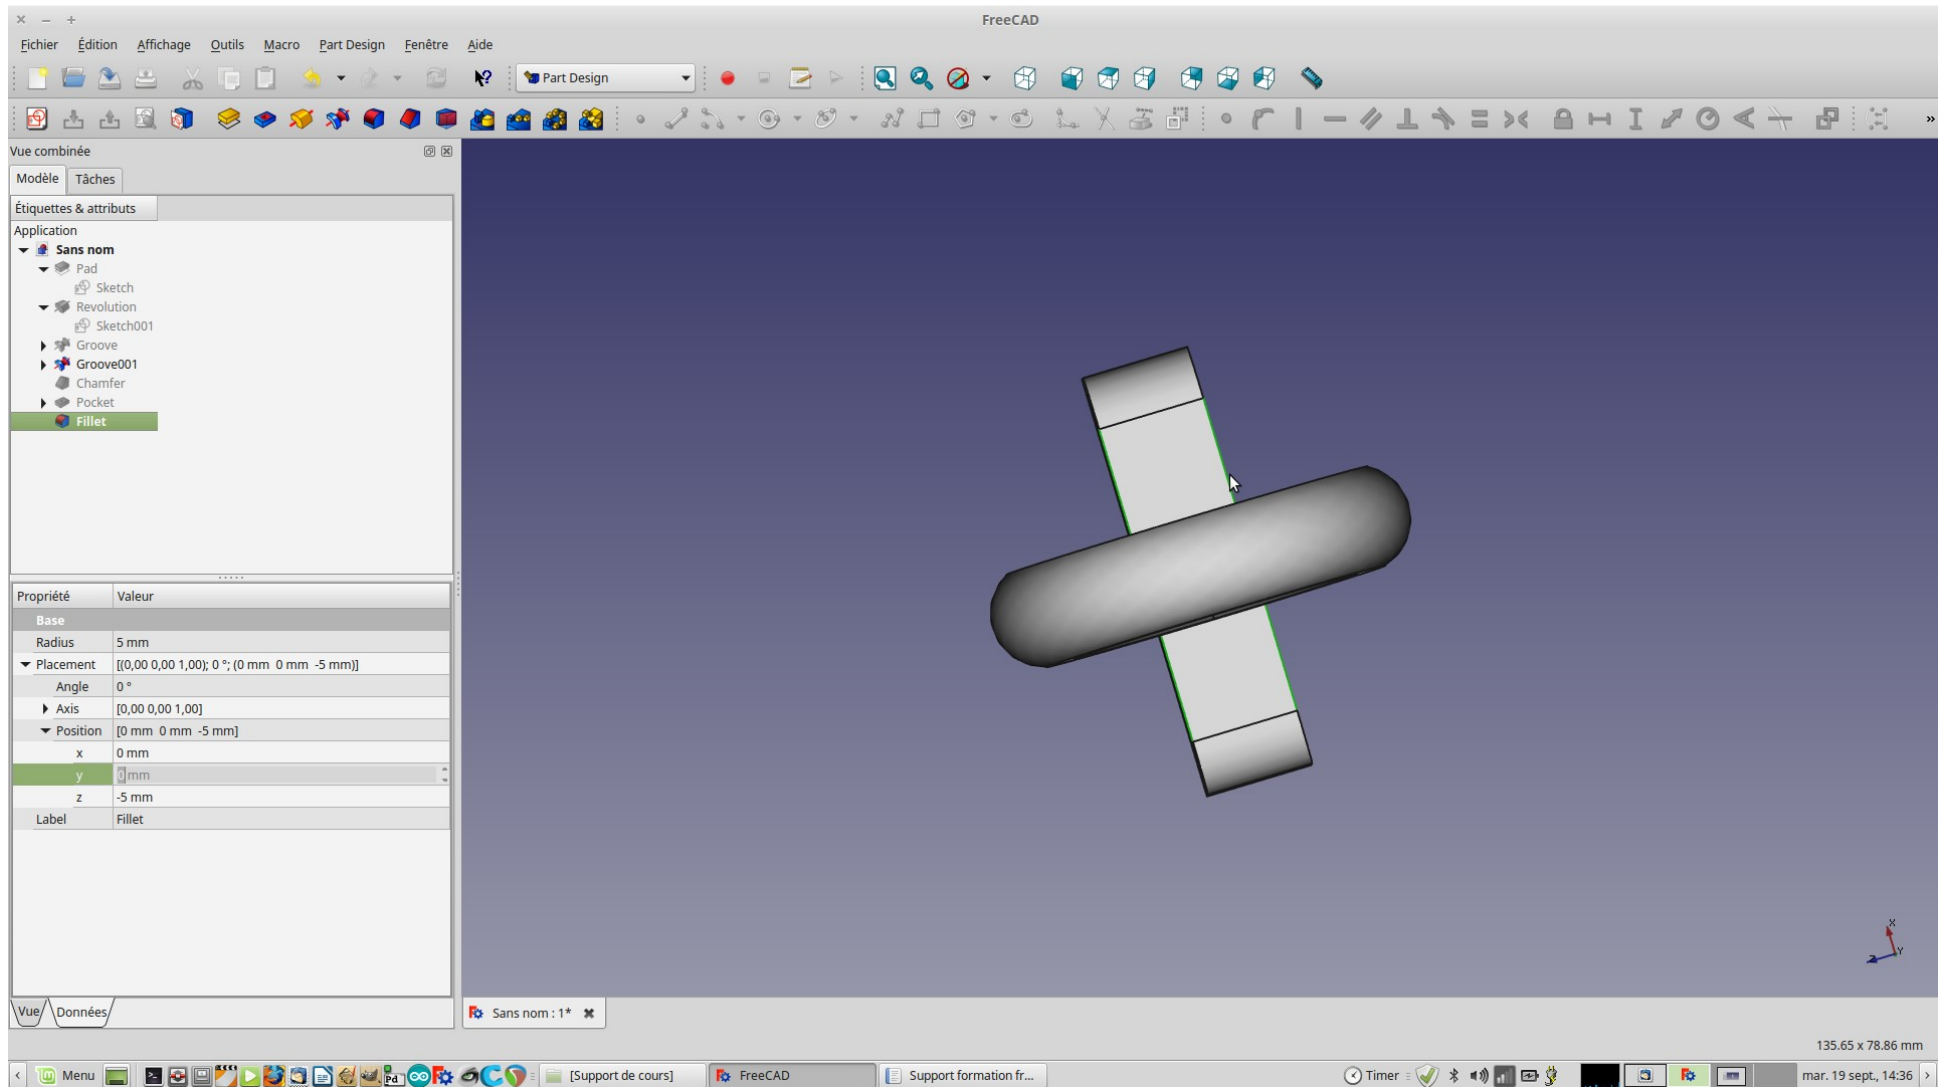 FreeCAD
Fichier Édition Affichage Outils Macro Part Design Fenêtre Aide
Part Design
Vue combinée
Modèle Tâches
Étiquettes & attributs
Application
Sans nom
Pad
Sketch
Revolution
Sketch001
Groove
Groove001
Chamfer
Pocket
Fillet
Propriété Valeur
Base
Radius 5 mm
Placement [(0,00 0,00 1,00); 0 °; (0 mm 0 mm -5 mm)]
Angle 0 °
Axis [0,00 0,00 1,00]
Position [0 mm 0 mm -5 mm]
x 0 mm
y 0 mm
z -5 mm
Label Fillet
X
Y
Z
Vue Données
Sans nom : 1*
135.65 x 78.86 mm
Menu Pd [Support de cours] FreeCAD Support formation fr... Timer mar. 19 sept., 14:36